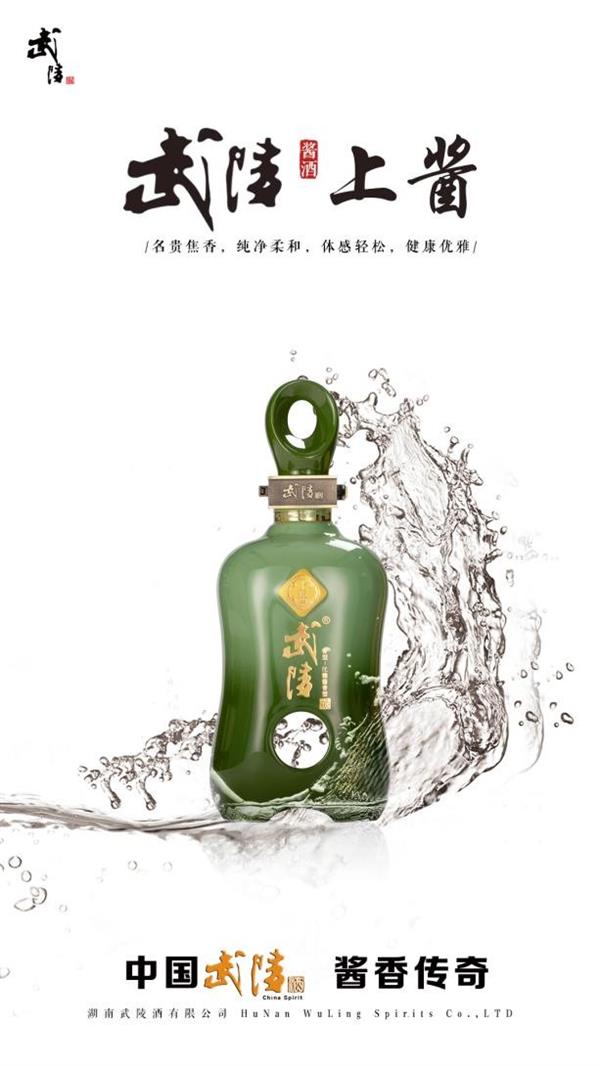 武陵
武陵 酱酒 上酱
/名贵焦香，纯净柔和，体感轻松，健康优雅/
武陵
武陵®
中国武陵 酱香传奇
China Spirit
湖南武陵酒有限公司 HuNan WuLing Spirits Co.,LTD